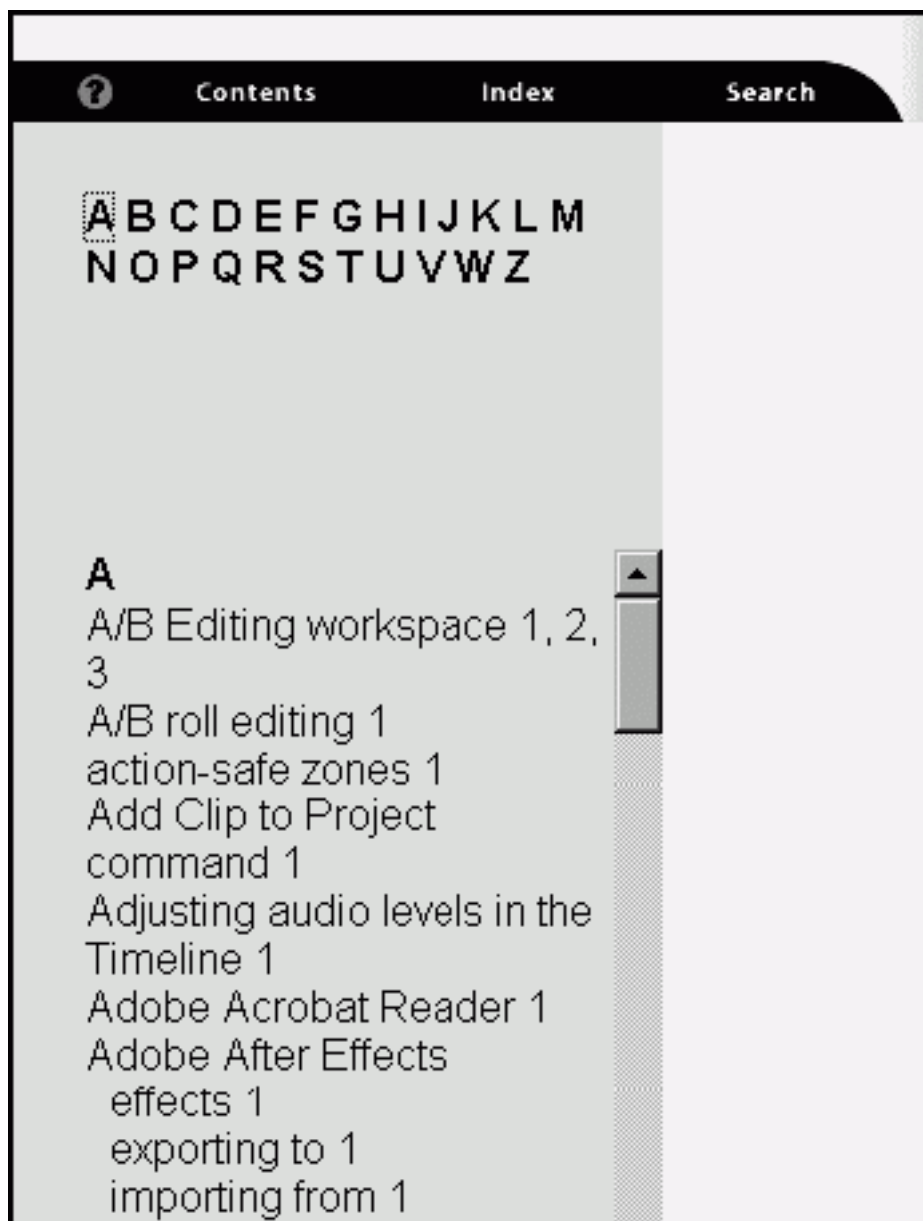 ? Contents Index Search
A B C D E F G H I J K L M
N O P Q R S T U V W Z
A
A/B Editing workspace 1, 2,
3
A/B roll editing 1
action-safe zones 1
Add Clip to Project
command 1
Adjusting audio levels in the
Timeline 1
Adobe Acrobat Reader 1
Adobe After Effects
effects 1
exporting to 1
importing from 1